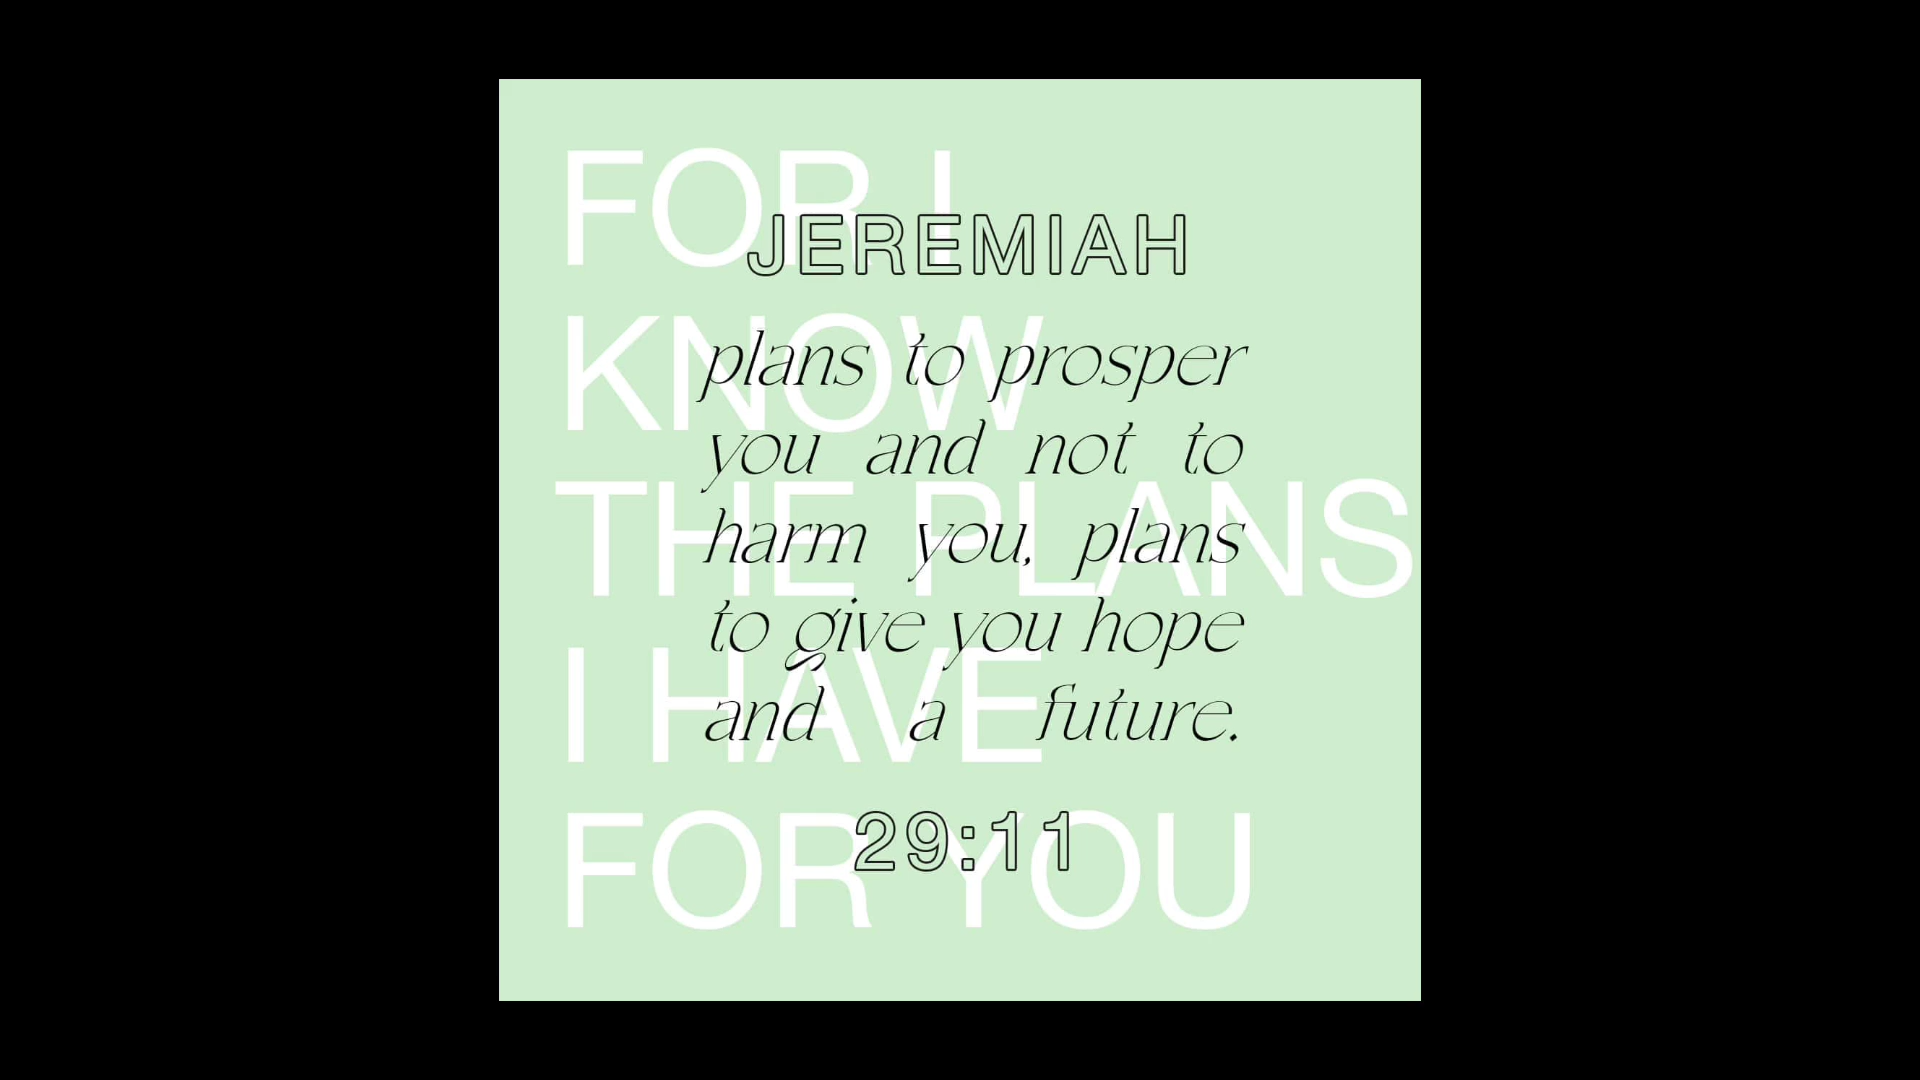 FOR I
KNOW
THE PLANS
I HAVE
FOR YOU
JEREMIAH
plans to prosper
you and not to
harm you, plans
to give you hope
and a future.
29:11